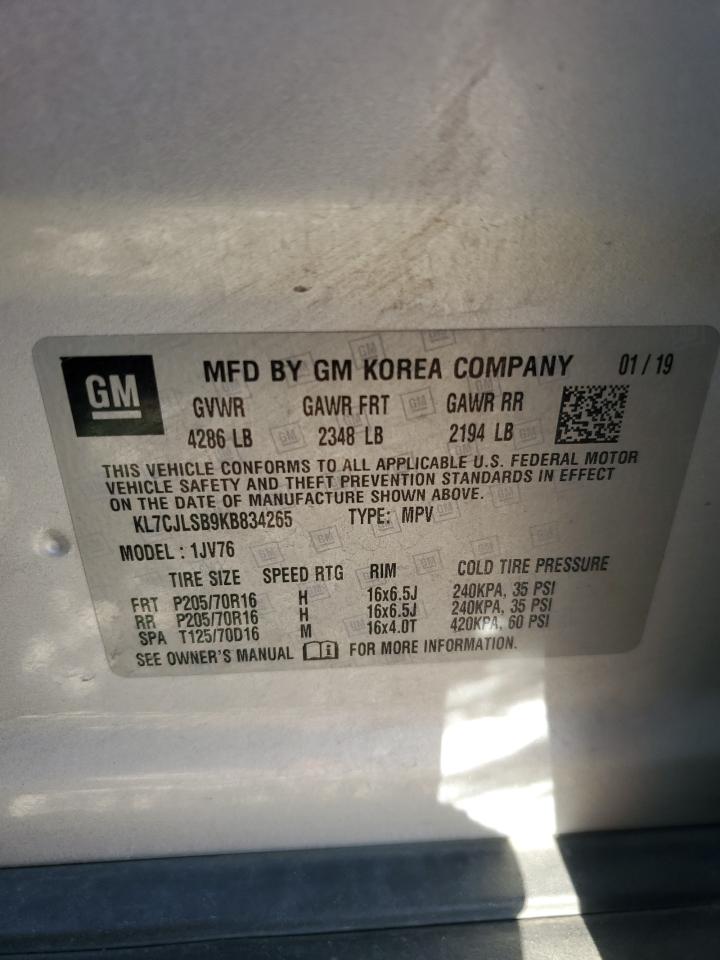 GM
MFD BY GM KOREA COMPANY 01/19
GVWR GAWR FRT GAWR RR
4286 LB 2348 LB 2194 LB
THIS VEHICLE CONFORMS TO ALL APPLICABLE U.S. FEDERAL MOTOR
VEHICLE SAFETY AND THEFT PREVENTION STANDARDS IN EFFECT
ON THE DATE OF MANUFACTURE SHOWN ABOVE.
KL7CJLSB9KB834265 TYPE: MPV
MODEL : 1JV76
TIRE SIZE SPEED RTG RIM COLD TIRE PRESSURE
FRT P205/70R16 H 16x6.5J 240KPA, 35 PSI
RR P205/70R16 H 16x6.5J 240KPA, 35 PSI
SPA T125/70D16 M 16x4.0T 420KPA, 60 PSI
SEE OWNER'S MANUAL FOR MORE INFORMATION.